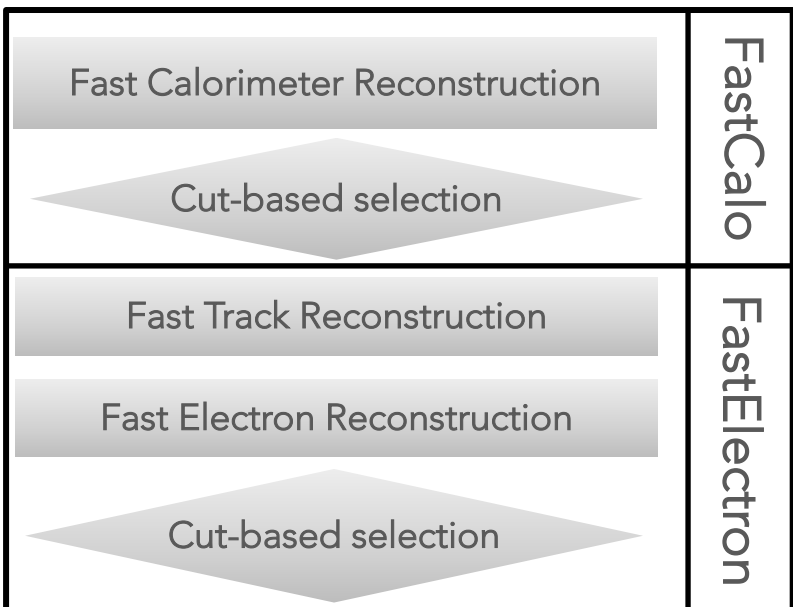 Fast Calorimeter Reconstruction
Cut-based selection
FastCalo
Fast Track Reconstruction
Fast Electron Reconstruction
Cut-based selection
FastElectron